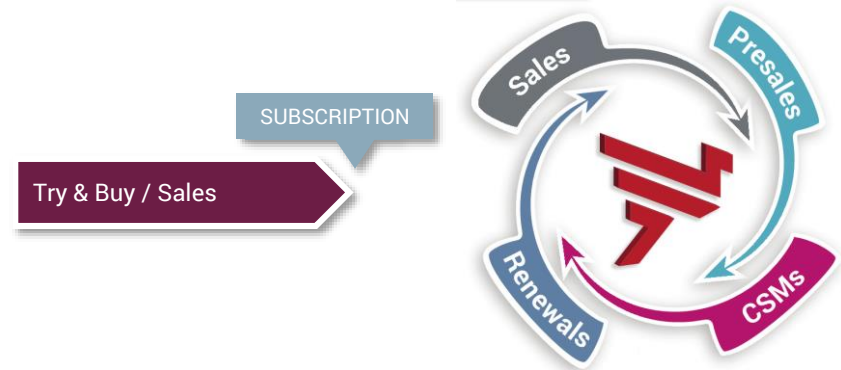 SUBSCRIPTION
Try & Buy / Sales
Sales
Presales
CSMs
Renewals